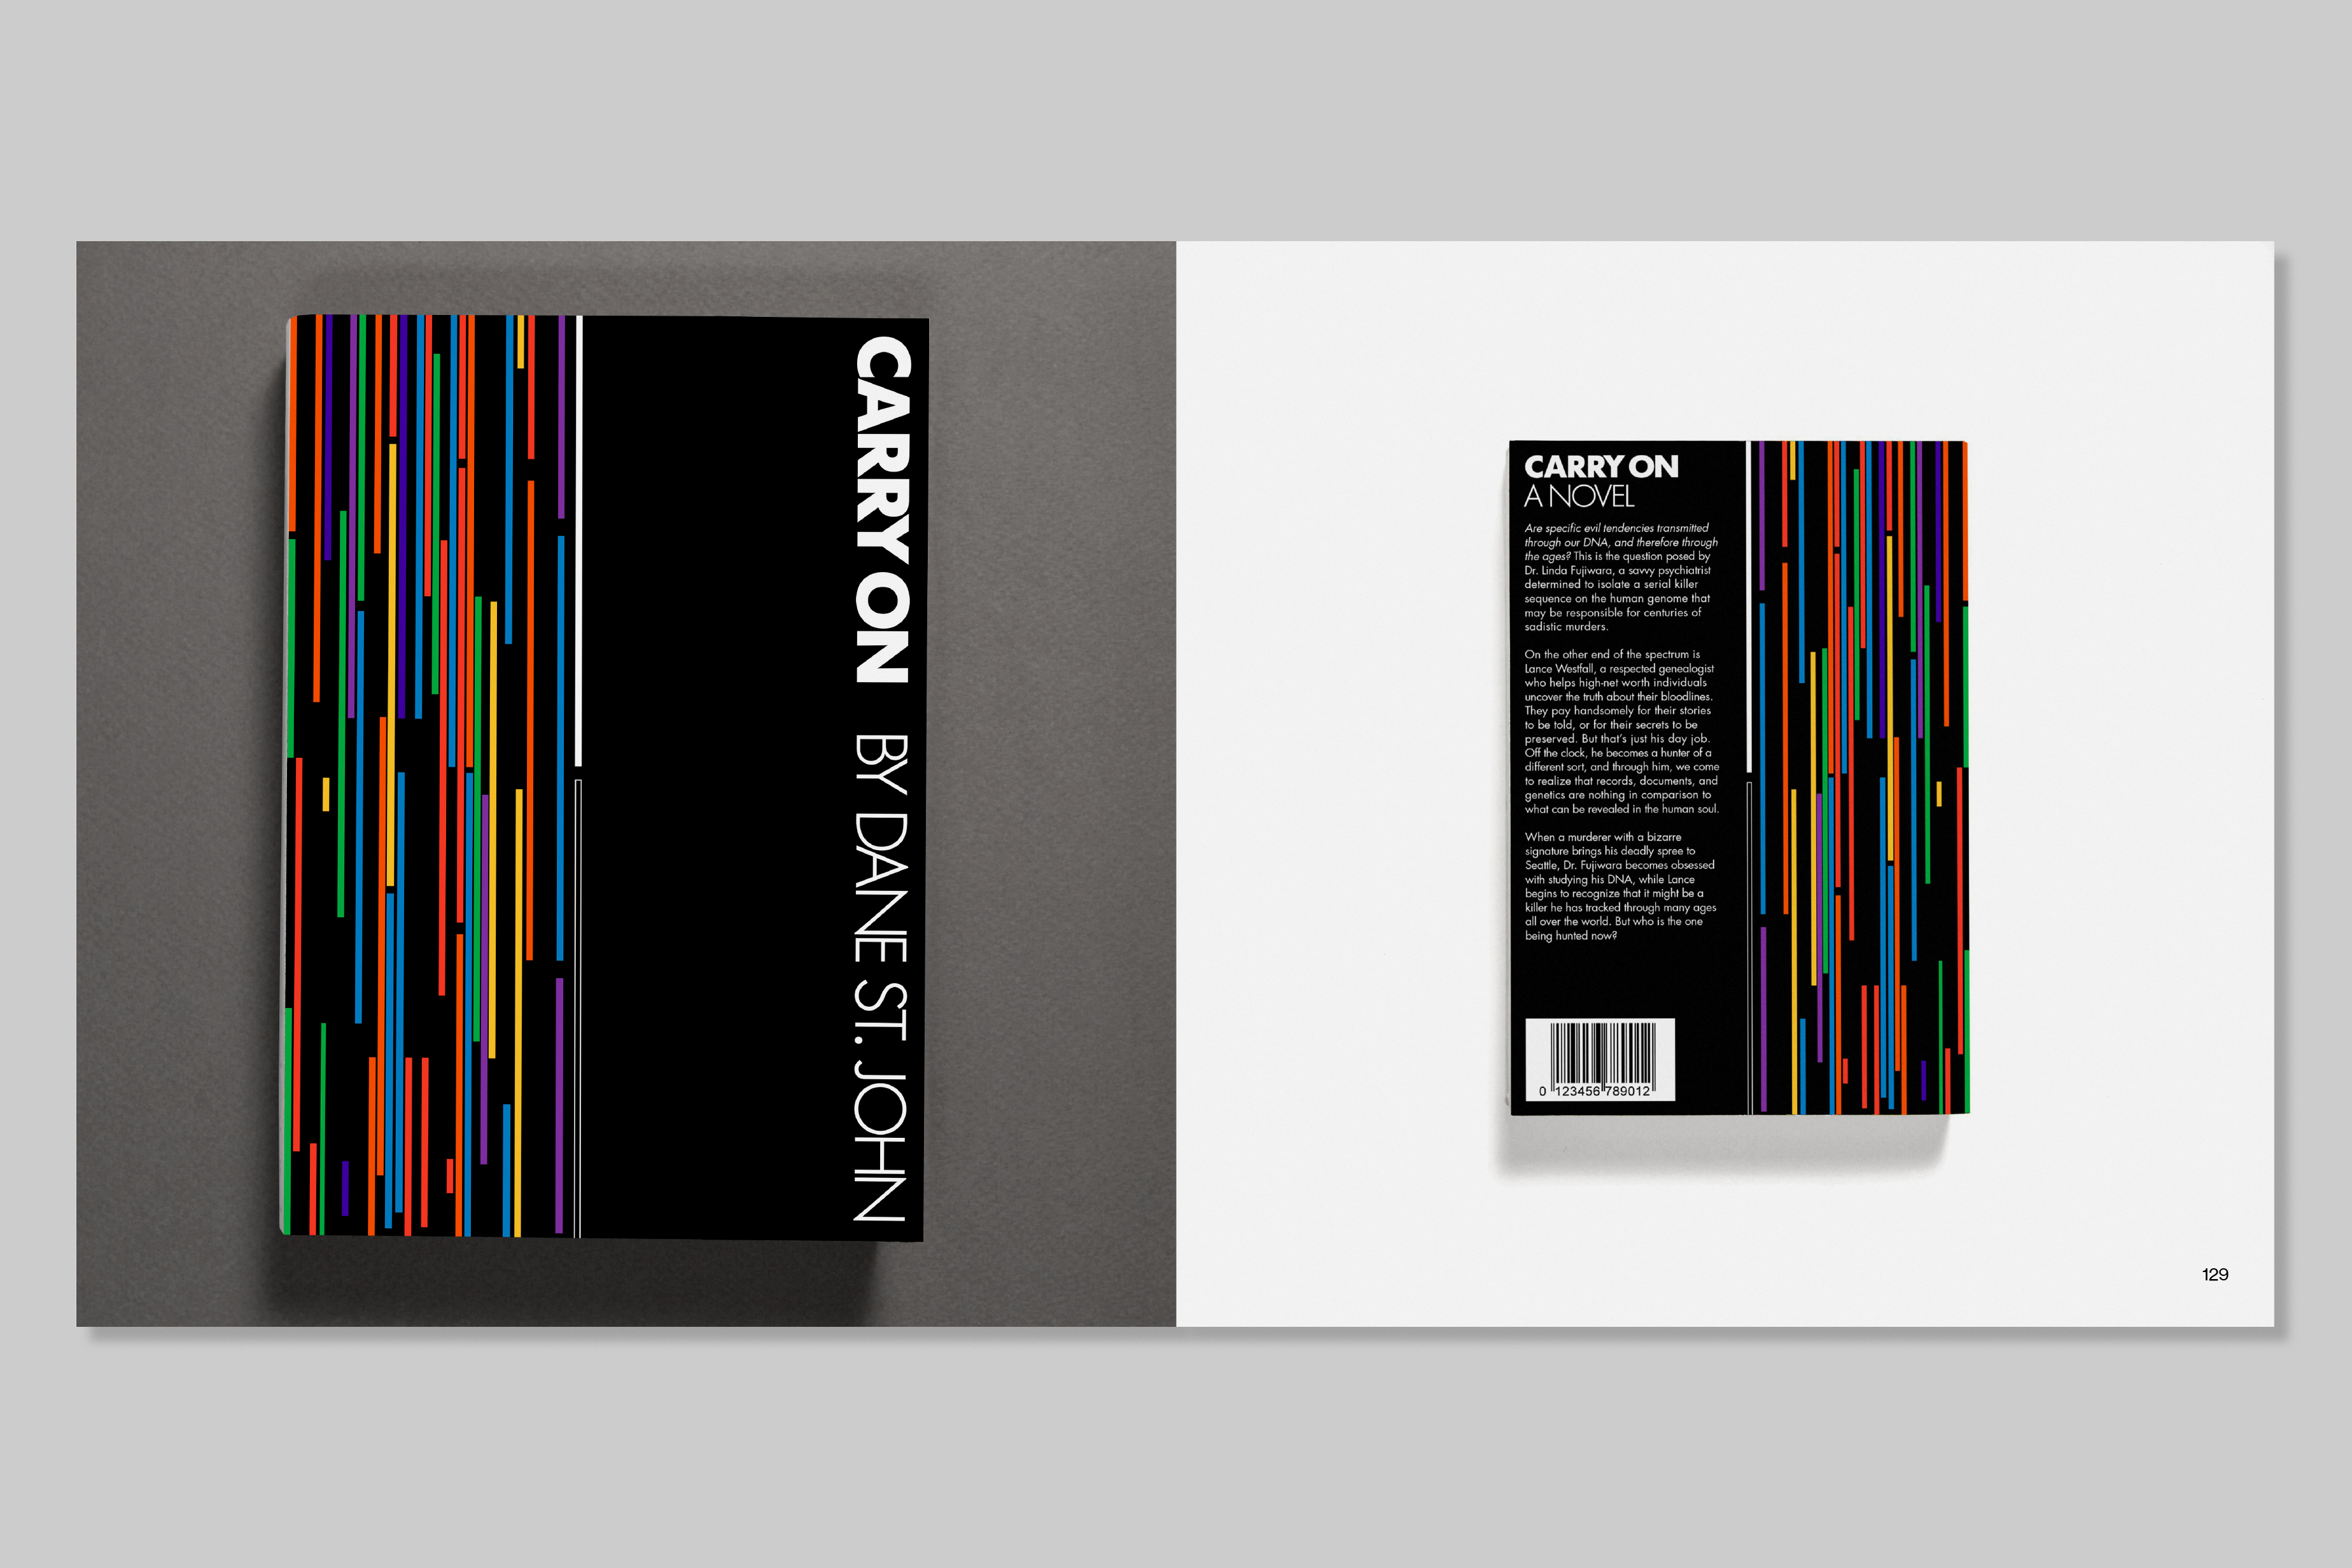 CARRY ON BY DANE ST. JOHN
CARRY ON
A NOVEL
Are specific evil tendencies transmitted
through our DNA, and therefore through
the ages? This is the question posed by
Dr. Linda Fujiwara, a savvy psychiatrist
determined to isolate a serial killer
sequence on the human genome that
may be responsible for centuries of
sadistic murders.
On the other end of the spectrum is
Lance Westfall, a respected genealogist
who helps high-net worth individuals
uncover the truth about their bloodlines.
They pay handsomely for their stories
to be told, or for their secrets to be
preserved. But that's just his day job.
Off the clock, he becomes a hunter of a
different sort, and through him, we come
to realize that records, documents, and
genetics are nothing in comparison to
what can be revealed in the human soul.
When a murderer with a bizarre
signature brings his deadly spree to
Seattle, Dr. Fujiwara becomes obsessed
with studying his DNA, while Lance
begins to recognize that it might be a
killer he has tracked through many ages
all over the world. But who is the one
being hunted now?
0 123456 789012
129